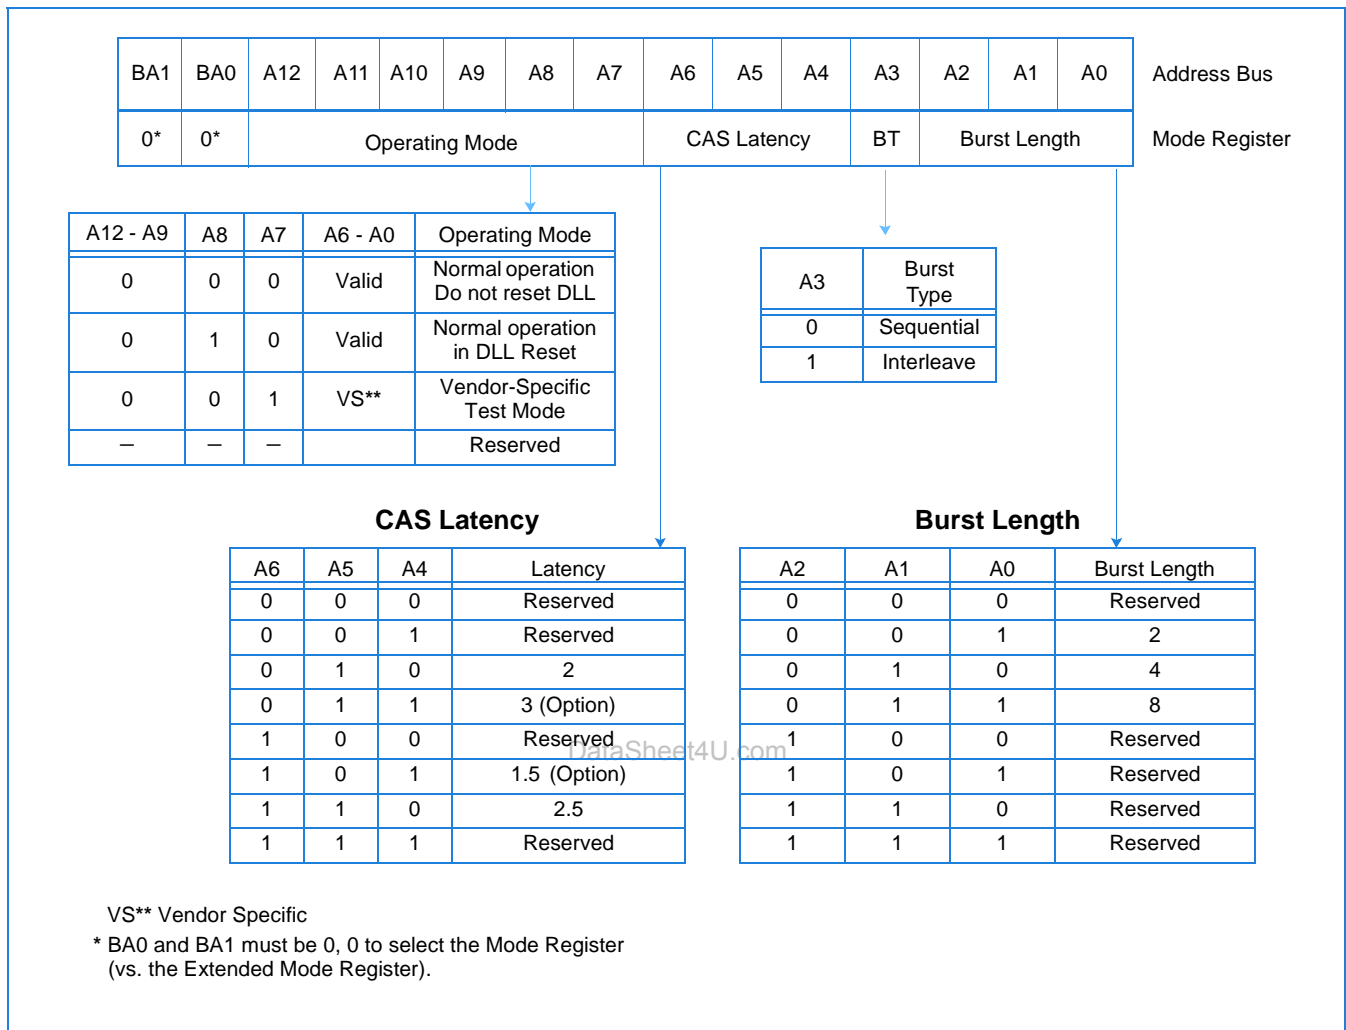 BA1 BA0 A12 A11 A10 A9 A8 A7 A6 A5 A4 A3 A2 A1 A0 Address Bus
0* 0* Operating Mode CAS Latency BT Burst Length Mode Register
A12 - A9 A8 A7 A6 - A0 Operating Mode
0 0 0 Valid Normal operation
Do not reset DLL
0 1 0 Valid Normal operation
in DLL Reset
0 0 1 VS** Vendor-Specific
Test Mode
– – – Reserved
A3 Burst
Type
0 Sequential
1 Interleave
CAS Latency
A6 A5 A4 Latency
0 0 0 Reserved
0 0 1 Reserved
0 1 0 2
0 1 1 3 (Option)
1 0 0 Reserved
1 0 1 1.5 (Option)
1 1 0 2.5
1 1 1 Reserved
Burst Length
A2 A1 A0 Burst Length
0 0 0 Reserved
0 0 1 2
0 1 0 4
0 1 1 8
1 0 0 Reserved
1 0 1 Reserved
1 1 0 Reserved
1 1 1 Reserved
DataSheet4U.com
VS** Vendor Specific
* BA0 and BA1 must be 0, 0 to select the Mode Register
(vs. the Extended Mode Register).